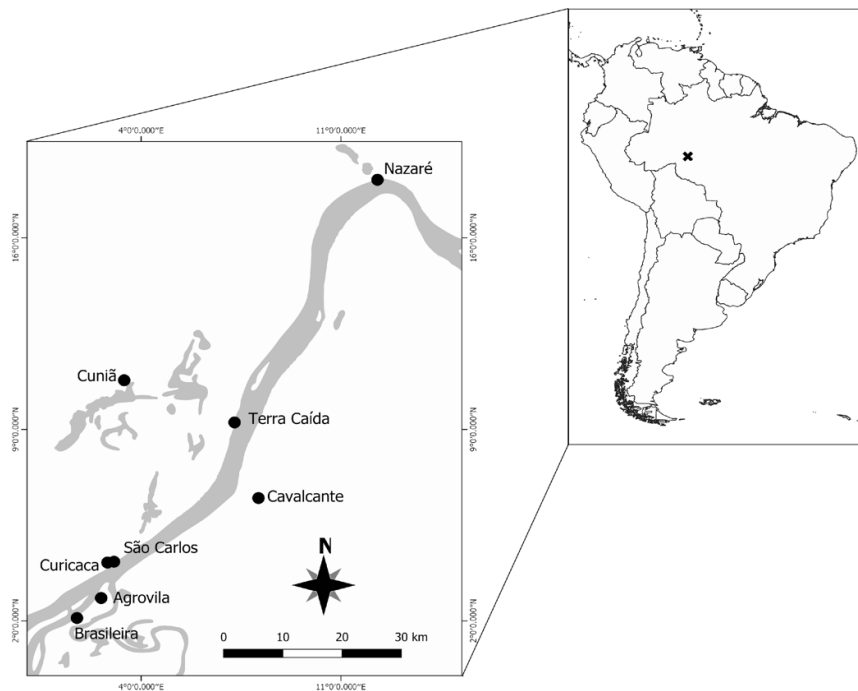 4°0'0.000"E 11°0'0.000"E
Nazaré
16°0'0.000"N 16°0'0.000"N
Cuniã
Terra Caída
9°0'0.000"N 9°0'0.000"N
Cavalcante
São Carlos
Curicaca
N
Agrovila
2°0'0.000"N 2°0'0.000"N
Brasileira
0 10 20 30 km
4°0'0.000"E 11°0'0.000"E